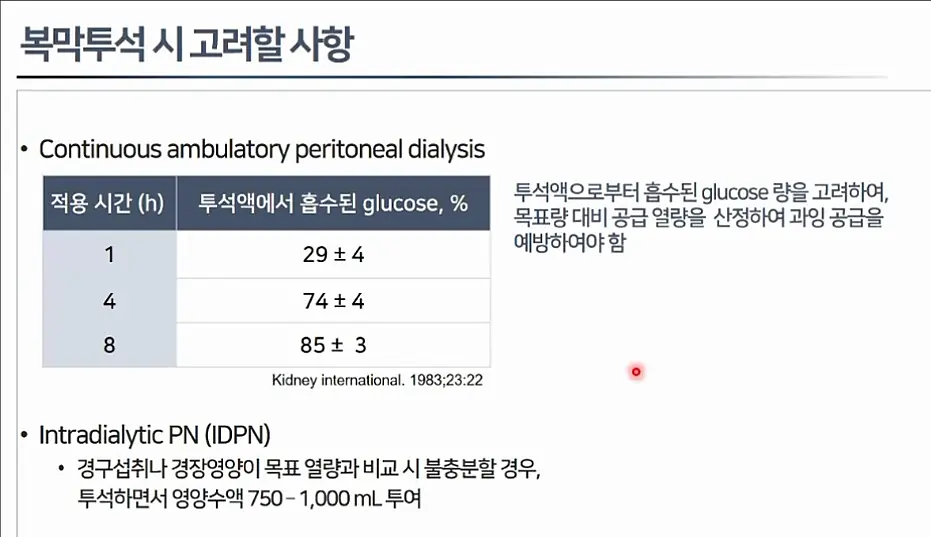 복막투석 시 고려할 사항
• Continuous ambulatory peritoneal dialysis
적용 시간 (h) 투석액에서 흡수된 glucose, %
1 29 ± 4
4 74 ± 4
8 85 ± 3
Kidney international. 1983;23:22
투석액으로부터 흡수된 glucose 량을 고려하여,
목표량 대비 공급 열량을 산정하여 과잉 공급을
예방하여야 함
• Intradialytic PN (IDPN)
• 경구섭취나 경장영양이 목표 열량과 비교 시 불충분할 경우,
투석하면서 영양수액 750 – 1,000 mL 투여